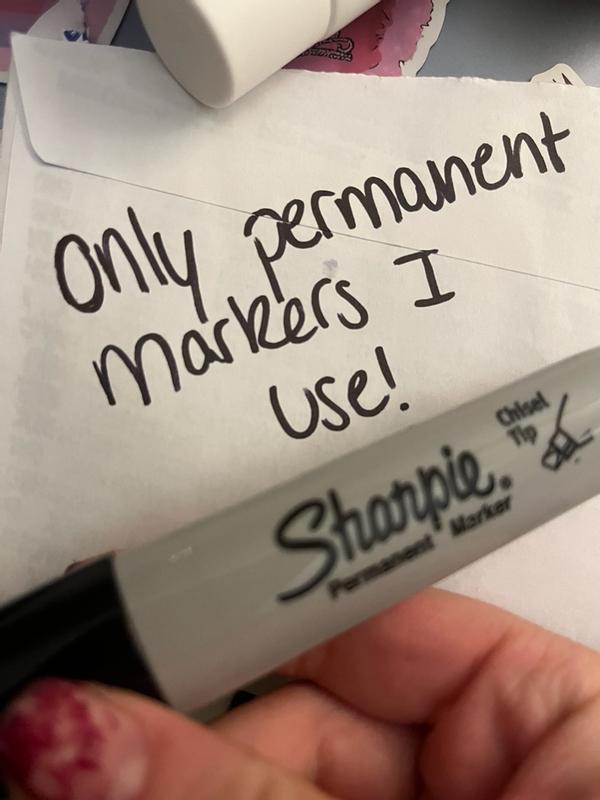 Only permanent
markers I
use!
Chisel
Tip
Sharpie®
Permanent Marker